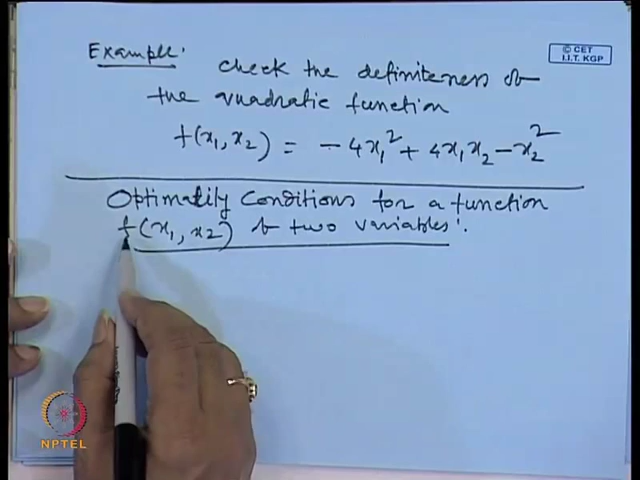 Example:
© CET
I.I.T. KGP
Check the definiteness of
the quadratic function
f(x₁, x₂) = -4x₁² + 4x₁x₂ - x₂²
Optimality Conditions for a function
f(x₁, x₂) of two variables:
NPTEL